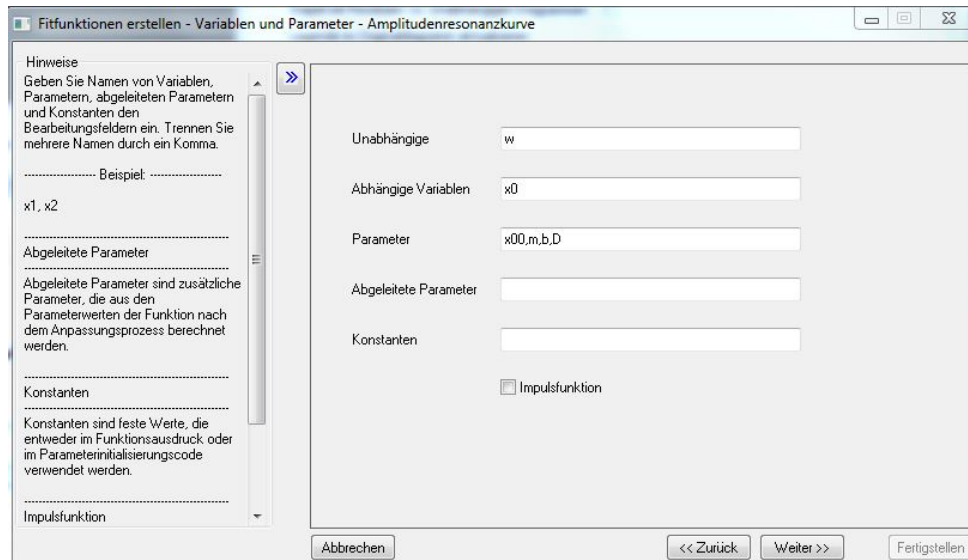 Fitfunktionen erstellen - Variablen und Parameter - Amplitudenresonanzkurve
Hinweise
Geben Sie Namen von Variablen,
Parametern, abgeleiteten Parametern
und Konstanten den
Bearbeitungsfeldern ein. Trennen Sie
mehrere Namen durch ein Komma.
-------------------- Beispiel: --------------------
x1, x2
---------------------------------------------------------
Abgeleitete Parameter
---------------------------------------------------------
Abgeleitete Parameter sind zusätzliche
Parameter, die aus den
Parameterwerten der Funktion nach
dem Anpassungsprozess berechnet
werden.
---------------------------------------------------------
Konstanten
---------------------------------------------------------
Konstanten sind feste Werte, die
entweder im Funktionsausdruck oder
im Parameterinitialisierungscode
verwendet werden.
---------------------------------------------------------
Impulsfunktion
Unabhängige w
Abhängige Variablen x0
Parameter x00,m,b,D
Abgeleitete Parameter
Konstanten
Impulsfunktion
Abbrechen << Zurück Weiter >> Fertigstellen